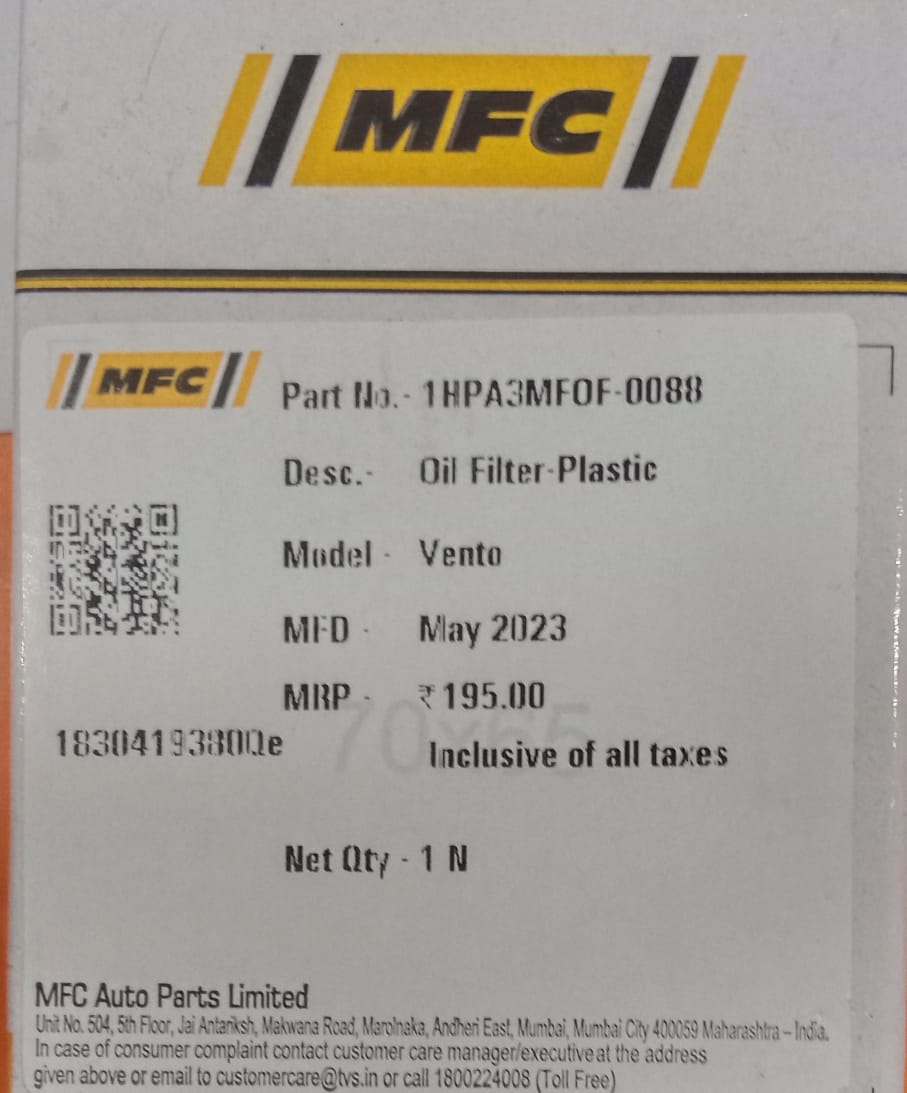 MFC
MFC
Part No.- 1HPA3MFOF-0088
Desc.- Oil Filter-Plastic
Model - Vento
MFD - May 2023
MRP - ₹ 195.00
70x65
18304193800e
Inclusive of all taxes
Net Qty - 1 N
MFC Auto Parts Limited
Unit No. 504, 5th Floor, Jai Antariksh, Makwana Road, Marolnaka, Andheri East, Mumbai, Mumbai City 400059 Maharashtra – India.
In case of consumer complaint contact customer care manager/executive at the address
given above or email to customercare@tvs.in or call 1800224008 (Toll Free)